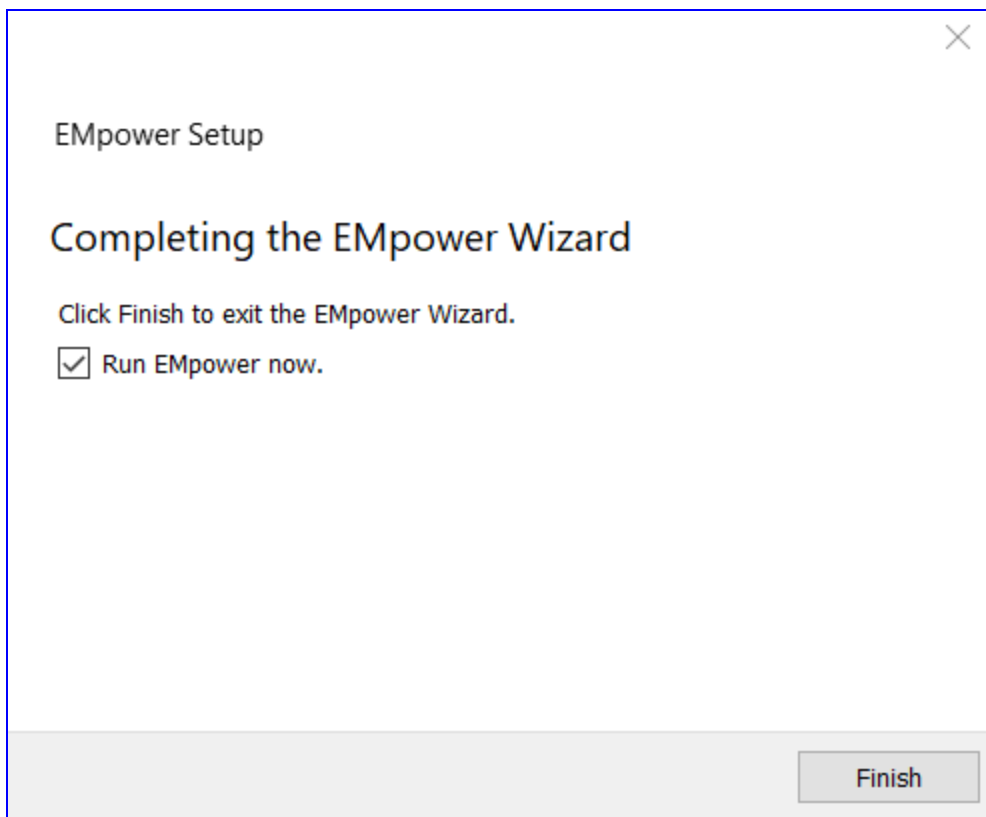 EMpower Setup
Completing the EMpower Wizard
Click Finish to exit the EMpower Wizard.
Run EMpower now.
Finish